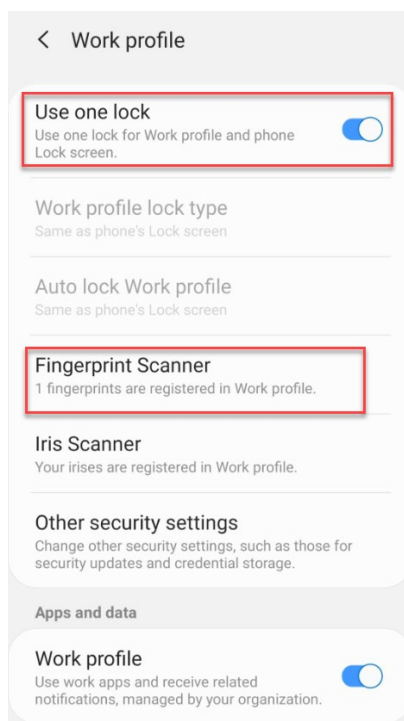 Work profile
Use one lock
Use one lock for Work profile and phone
Lock screen.
Work profile lock type
Same as phone's Lock screen
Auto lock Work profile
Same as phone's Lock screen
Fingerprint Scanner
1 fingerprints are registered in Work profile.
Iris Scanner
Your irises are registered in Work profile.
Other security settings
Change other security settings, such as those for
security updates and credential storage.
Apps and data
Work profile
Use work apps and receive related
notifications, managed by your organization.